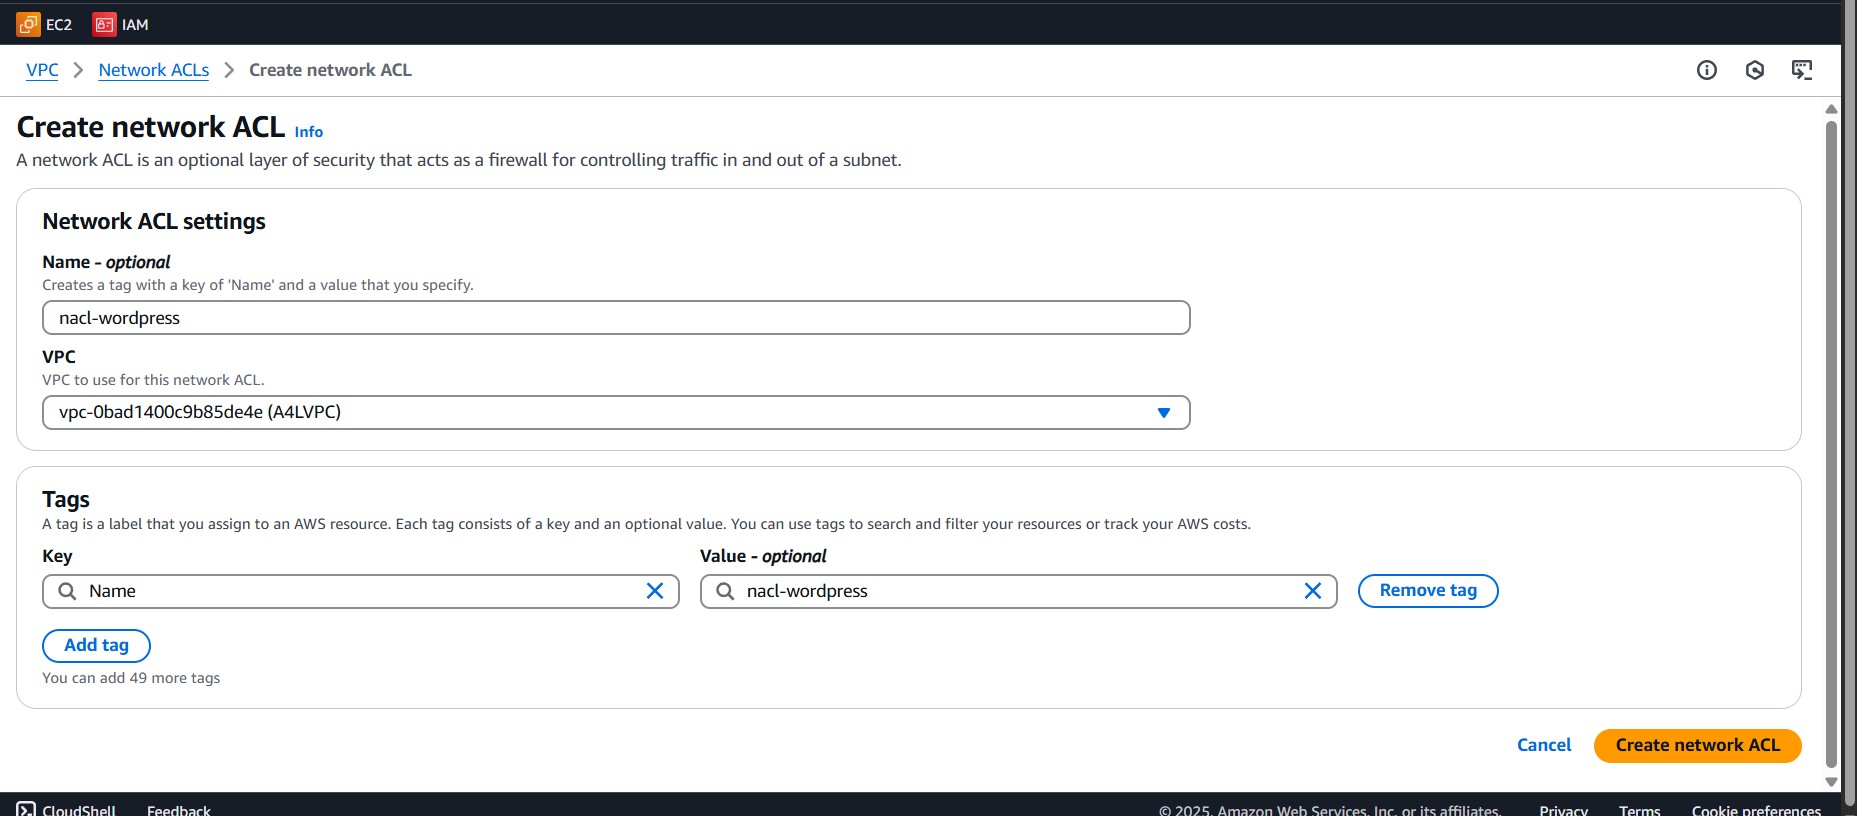 EC2 IAM
VPC > Network ACLs > Create network ACL
Create network ACL Info
A network ACL is an optional layer of security that acts as a firewall for controlling traffic in and out of a subnet.
Network ACL settings
Name - optional
Creates a tag with a key of 'Name' and a value that you specify.
nacl-wordpress
VPC
VPC to use for this network ACL.
vpc-0bad1400c9b85de4e (A4LVPC)
Tags
A tag is a label that you assign to an AWS resource. Each tag consists of a key and an optional value. You can use tags to search and filter your resources or track your AWS costs.
Key Value - optional
Name nacl-wordpress Remove tag
Add tag
You can add 49 more tags
Cancel Create network ACL
CloudShell Feedback © 2025, Amazon Web Services, Inc. or its affiliates. Privacy Terms Cookie preferences